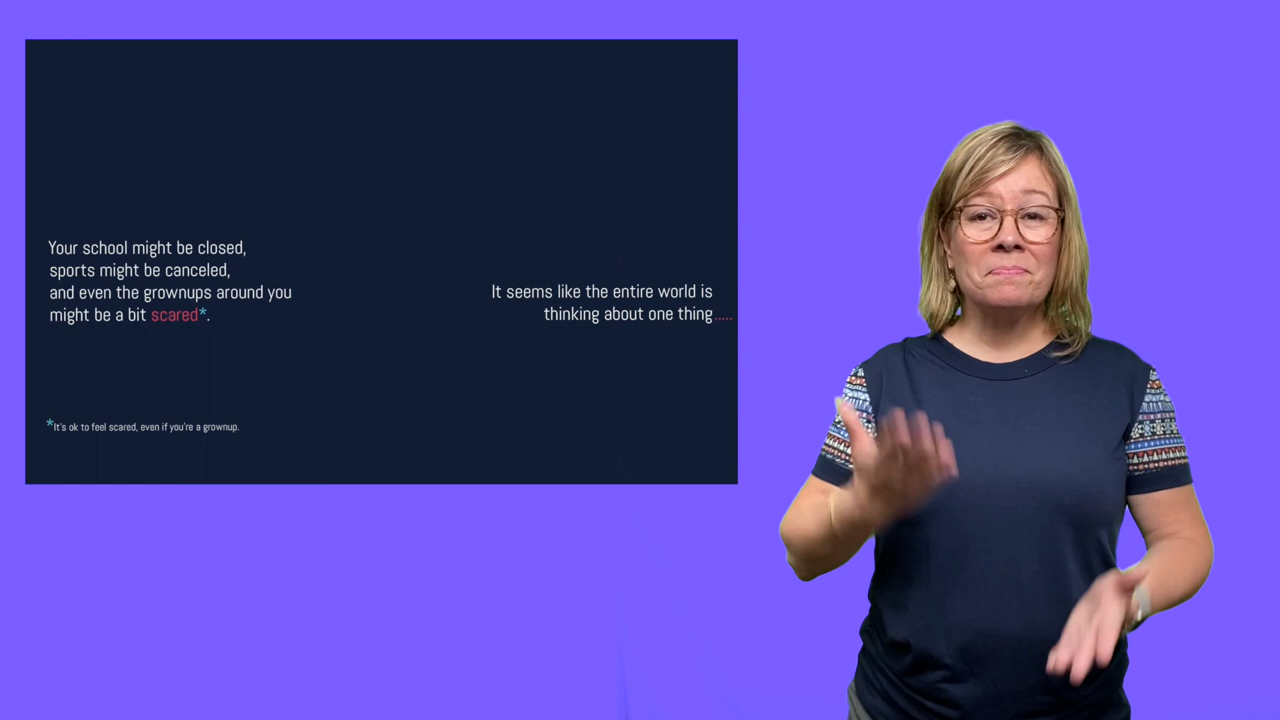 Your school might be closed,
sports might be canceled,
and even the grownups around you
might be a bit scared*.
*It's ok to feel scared, even if you're a grownup.
It seems like the entire world is
thinking about one thing.....